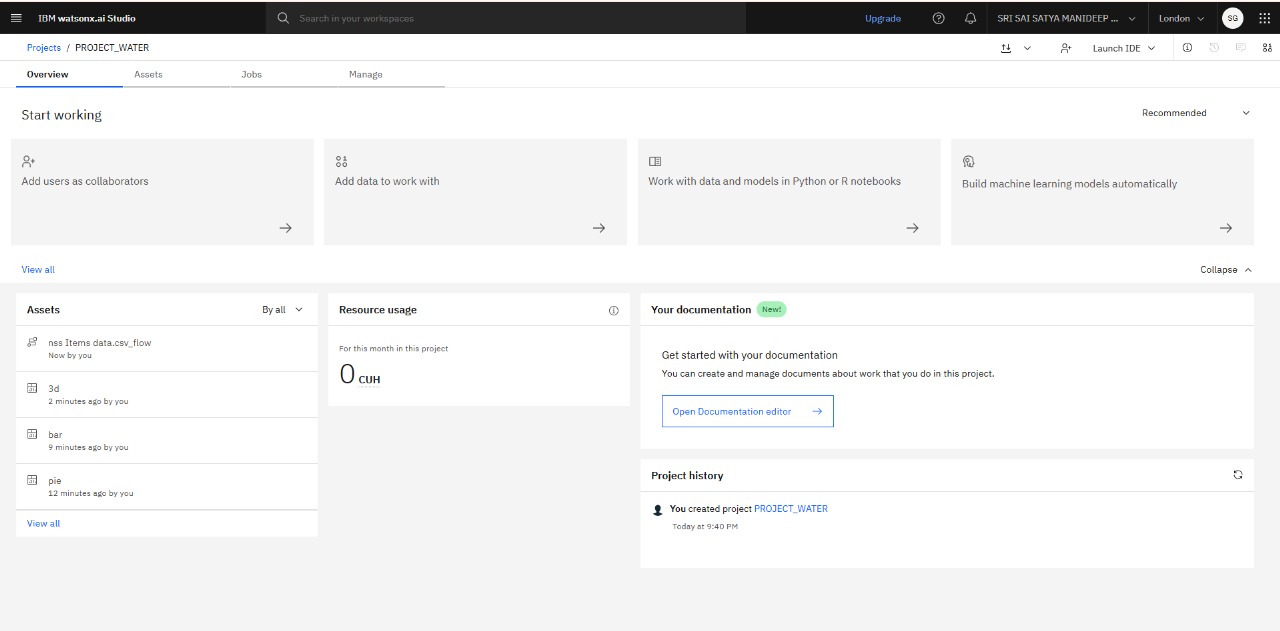 IBM watsonx.ai Studio
Search in your workspaces
Upgrade
SRI SAI SATYA MANIDEEP ...
London
SG
Projects / PROJECT_WATER
Launch IDE
Overview
Assets
Jobs
Manage
Start working
Recommended
Add users as collaborators
Add data to work with
Work with data and models in Python or R notebooks
Build machine learning models automatically
View all
Collapse
Assets
By all
nss Items data.csv_flow
Now by you
3d
2 minutes ago by you
bar
9 minutes ago by you
pie
12 minutes ago by you
View all
Resource usage
For this month in this project
0 CUH
Your documentation
New!
Get started with your documentation
You can create and manage documents about work that you do in this project.
Open Documentation editor
Project history
You created project PROJECT_WATER
Today at 9:40 PM